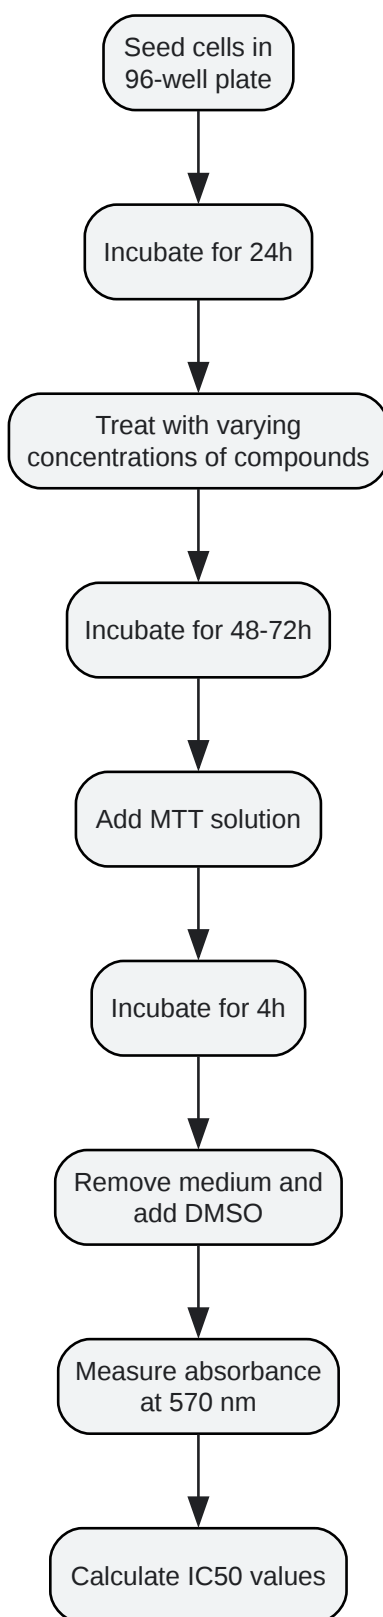 Seed cells in
96-well plate
Incubate for 24h
Treat with varying
concentrations of compounds
Incubate for 48-72h
Add MTT solution
Incubate for 4h
Remove medium and
add DMSO
Measure absorbance
at 570 nm
Calculate IC50 values